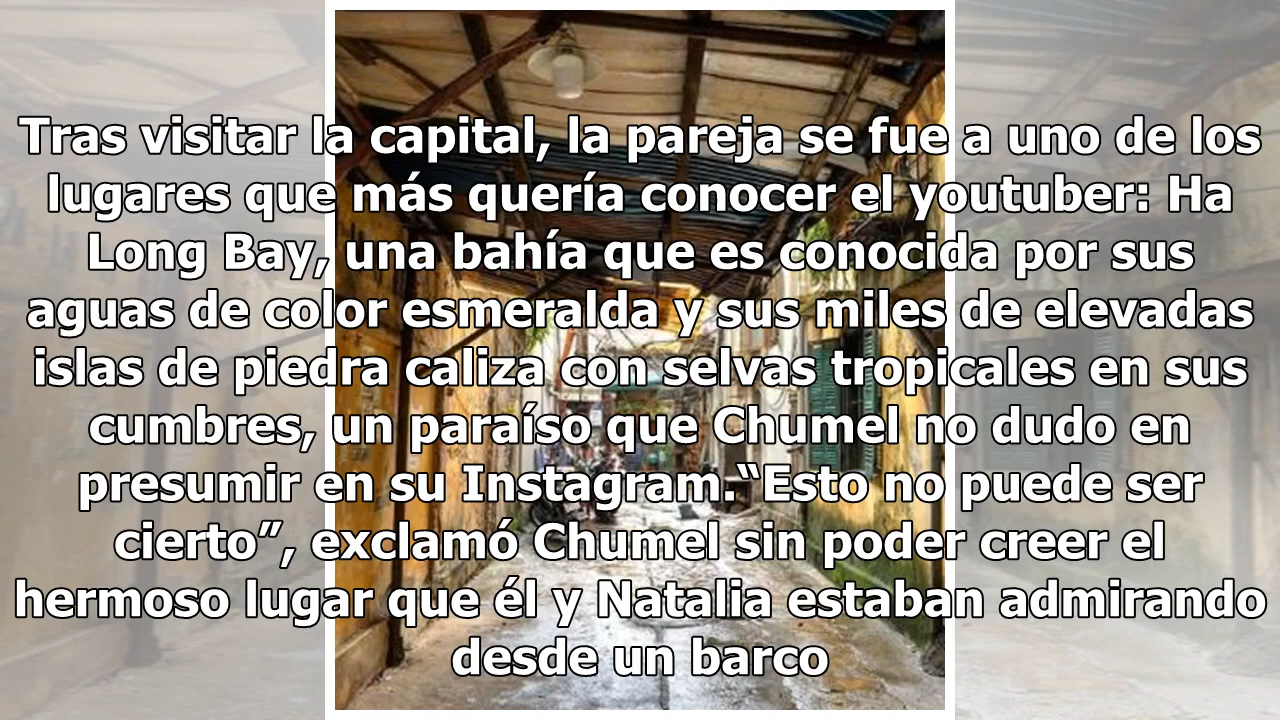 Tras visitar la capital, la pareja se fue a uno de los
lugares que más quería conocer el youtuber: Ha
Long Bay, una bahía que es conocida por sus
aguas de color esmeralda y sus miles de elevadas
islas de piedra caliza con selvas tropicales en sus
cumbres, un paraíso que Chumel no dudo en
presumir en su Instagram.“Esto no puede ser
cierto”, exclamó Chumel sin poder creer el
hermoso lugar que él y Natalia estaban admirando
desde un barco